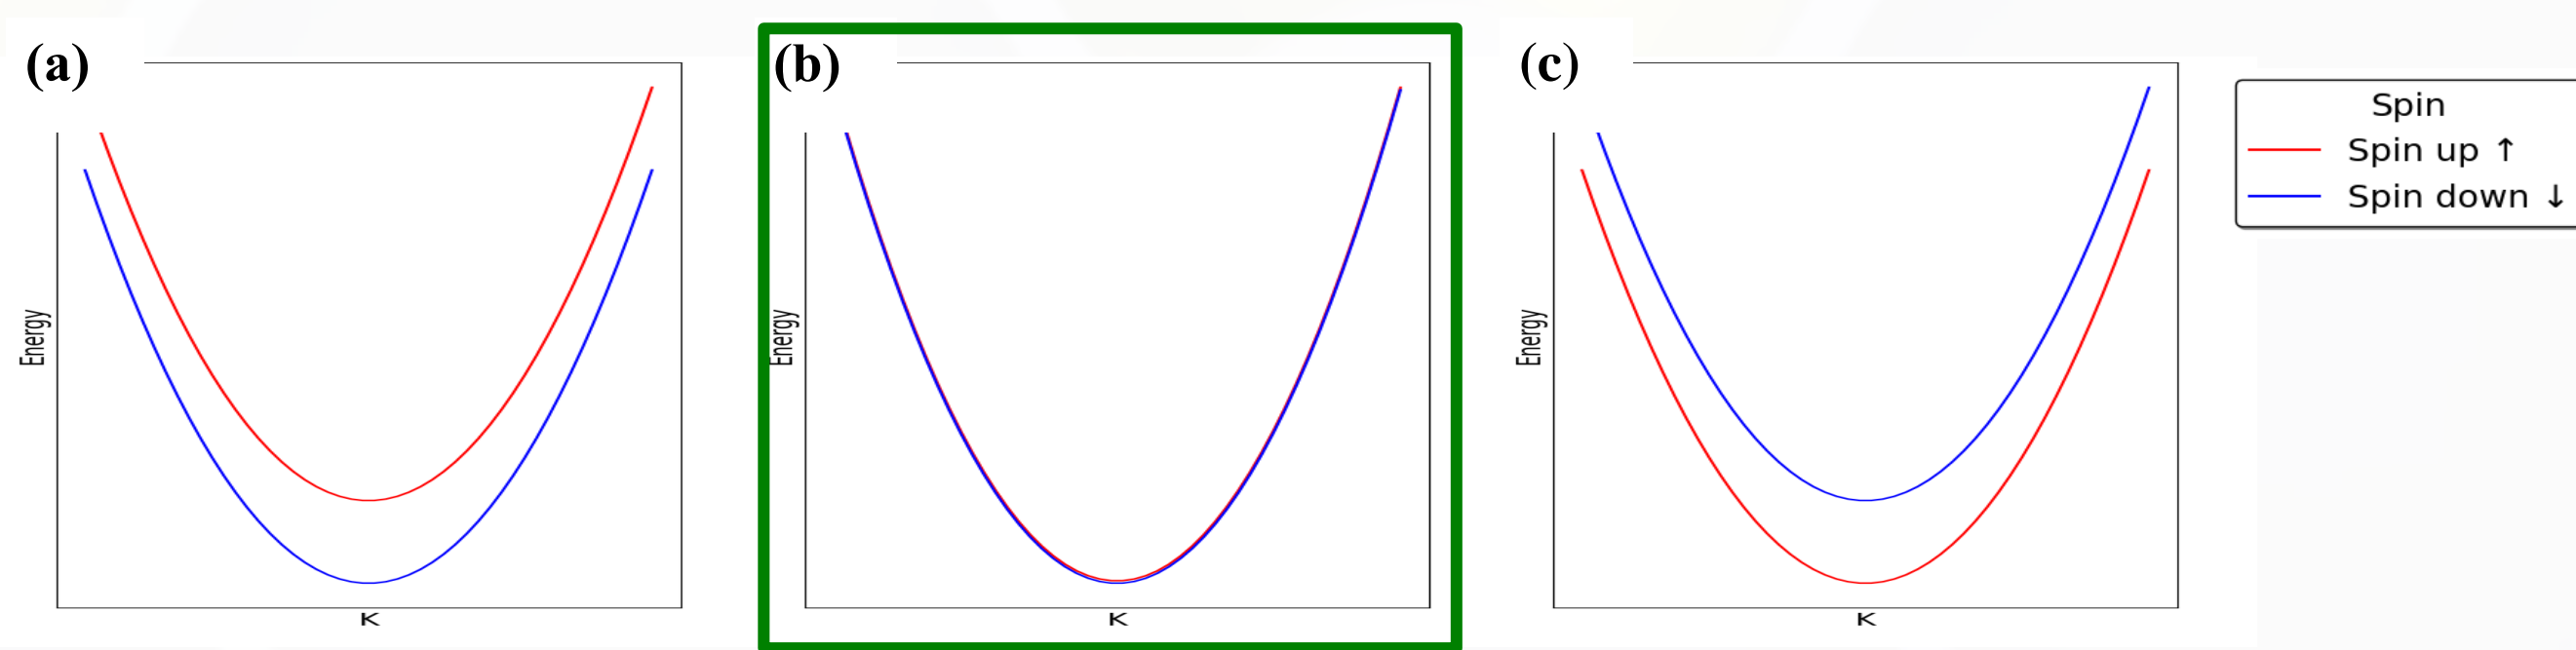 (a)
Energy
K
(b)
Energy
K
(c)
Energy
K
Spin
Spin up ↑
Spin down ↓